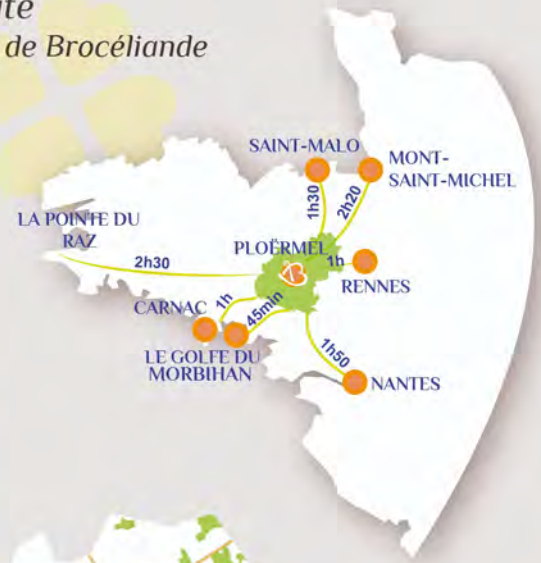 de Brocéliande
SAINT-MALO
MONT-
SAINT-MICHEL
1h30
2h20
LA POINTE DU
RAZ
PLOËRMEL
2h30
1h
RENNES
CARNAC
1h
45min
LE GOLFE DU
MORBIHAN
1h50
NANTES